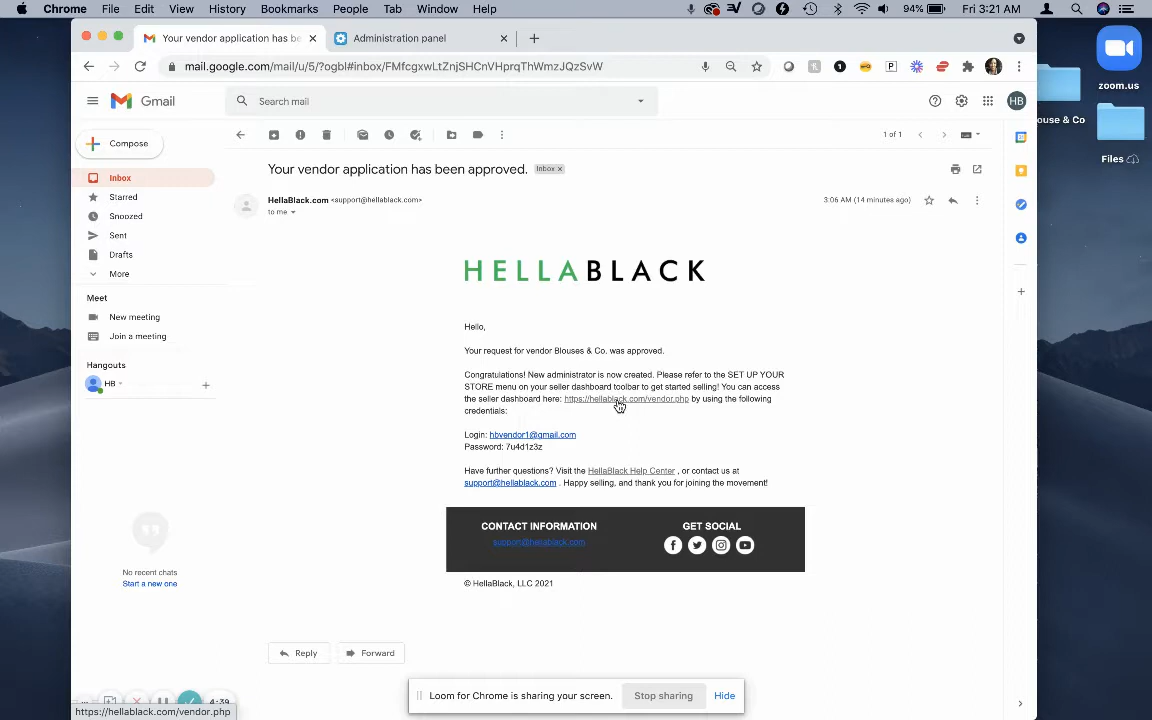 Chrome File Edit View History Bookmarks People Tab Window Help 94% Fri 3:21 AM
Your vendor application has be
Administration panel
mail.google.com/mail/u/5/?ogbl#inbox/FMfcgxwLtZnjSHCnVHprqThWmzJQzSvW
zoom.us
Gmail
Search mail
HB
ouse & Co
Files
Compose
1 of 1
Your vendor application has been approved.
Inbox ×
Inbox
Starred
Snoozed
Sent
Drafts
More
HellaBlack.com <support@hellablack.com>
to me
3:06 AM (14 minutes ago)
HELLABLACK
Meet
New meeting
Join a meeting
Hangouts
HB
Hello,
Your request for vendor Blouses & Co. was approved.
Congratulations! New administrator is now created. Please refer to the SET UP YOUR
STORE menu on your seller dashboard toolbar to get started selling! You can access
the seller dashboard here: https://hellablack.com/vendor.php by using the following
credentials:
Login: hbvendor1@gmail.com
Password: 7u4d1z3z
Have further questions? Visit the HellaBlack Help Center , or contact us at
support@hellablack.com . Happy selling, and thank you for joining the movement!
CONTACT INFORMATION
support@hellablack.com
GET SOCIAL
© HellaBlack, LLC 2021
No recent chats
Start a new one
Reply
Forward
Loom for Chrome is sharing your screen.
Stop sharing
Hide
4:39
https://hellablack.com/vendor.php